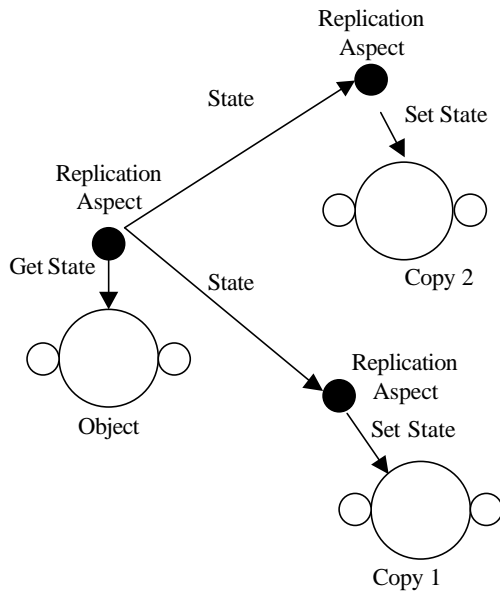 Replication
Aspect
State
Set State
Replication
Aspect
Get State
Copy 2
State
Replication
Aspect
Object
Set State
Copy 1